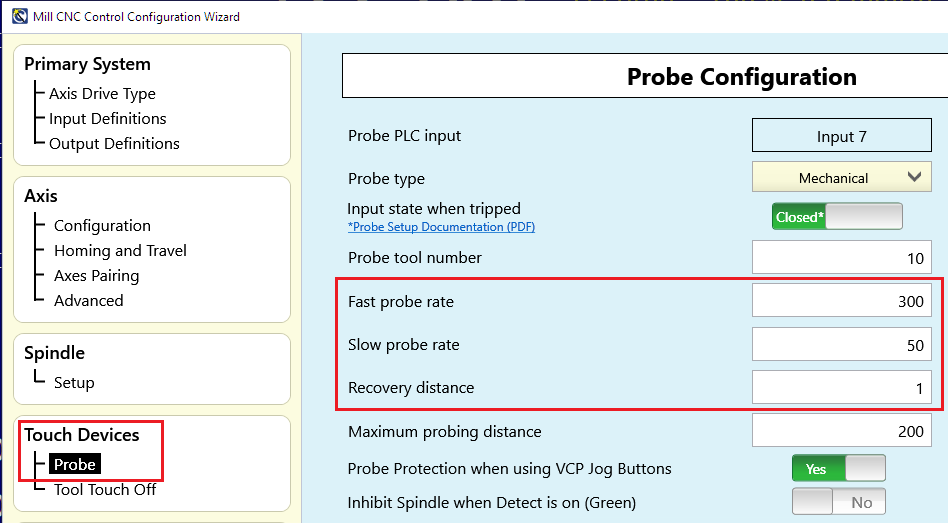 Mill CNC Control Configuration Wizard
Primary System
Axis Drive Type
Input Definitions
Output Definitions
Axis
Configuration
Homing and Travel
Axes Pairing
Advanced
Spindle
Setup
Touch Devices
Probe
Tool Touch Off
Probe Configuration
Probe PLC input Input 7
Probe type Mechanical
Input state when tripped Closed*
*Probe Setup Documentation (PDF)
Probe tool number 10
Fast probe rate 300
Slow probe rate 50
Recovery distance 1
Maximum probing distance 200
Probe Protection when using VCP Jog Buttons Yes
Inhibit Spindle when Detect is on (Green) No